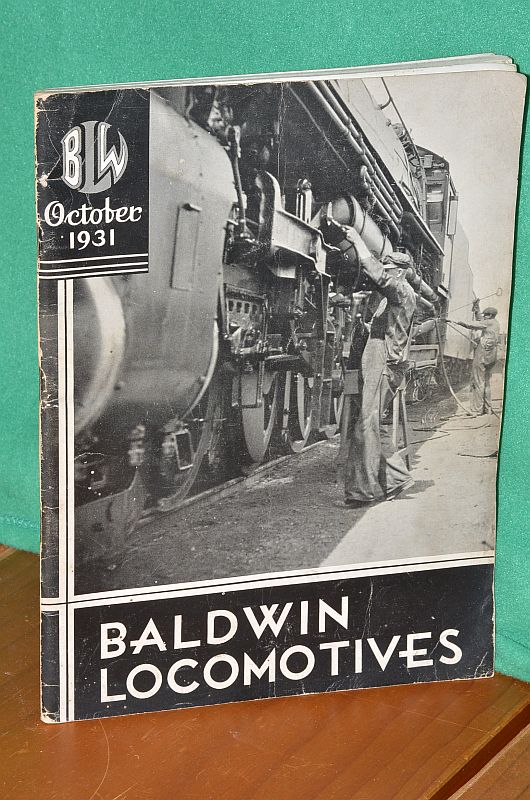 BLW
October
1931
BALDWIN
LOCOMOTIVES